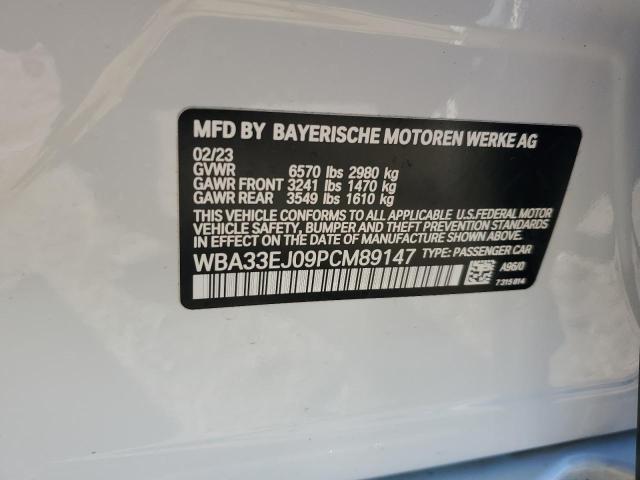 MFD BY BAYERISCHE MOTOREN WERKE AG
02/23
GVWR 6570 lbs 2980 kg
GAWR FRONT 3241 lbs 1470 kg
GAWR REAR 3549 lbs 1610 kg
THIS VEHICLE CONFORMS TO ALL APPLICABLE U.S.FEDERAL MOTOR
VEHICLE SAFETY, BUMPER AND THEFT PREVENTION STANDARDS
IN EFFECT ON THE DATE OF MANUFACTURE SHOWN ABOVE.
WBA33EJ09PCM89147 TYPE: PASSENGER CAR
A96/0
7315814